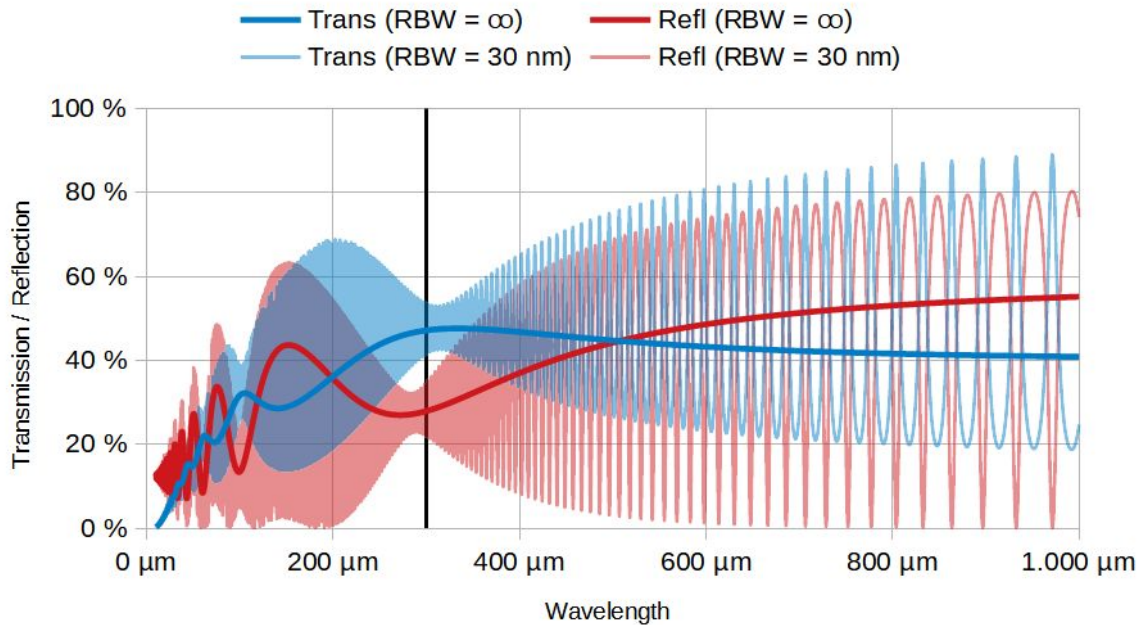 Trans (RBW = ∞) Refl (RBW = ∞)
Trans (RBW = 30 nm) Refl (RBW = 30 nm)
100 %
80 %
60 %
40 %
20 %
0 %
Transmission / Reflection
0 µm 200 µm 400 µm 600 µm 800 µm 1.000 µm
Wavelength